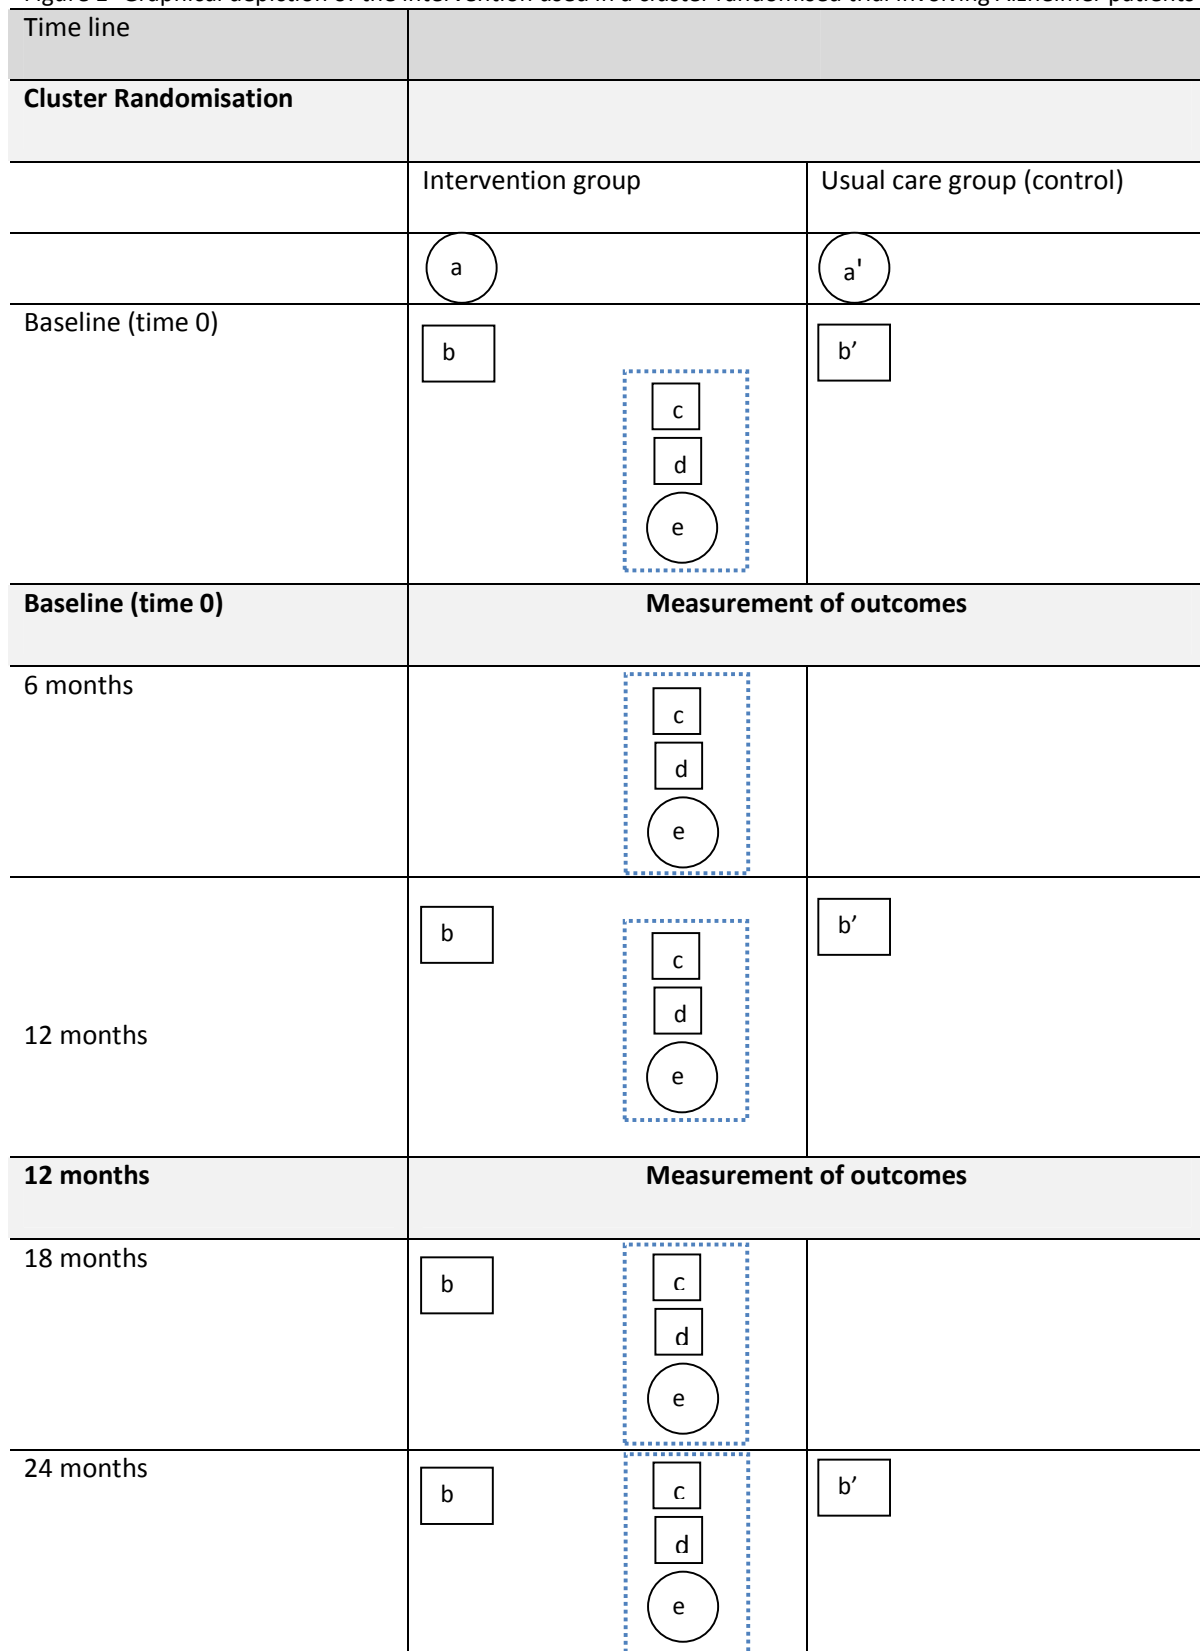 Time line
Cluster Randomisation
Intervention group
Usual care group (control)
a
a'
Baseline (time 0)
b
b’
c
d
e
Baseline (time 0)
Measurement of outcomes
6 months
c
d
e
b
b’
c
d
12 months
e
12 months
Measurement of outcomes
18 months
b
c
d
e
24 months
b
c
b’
d
e